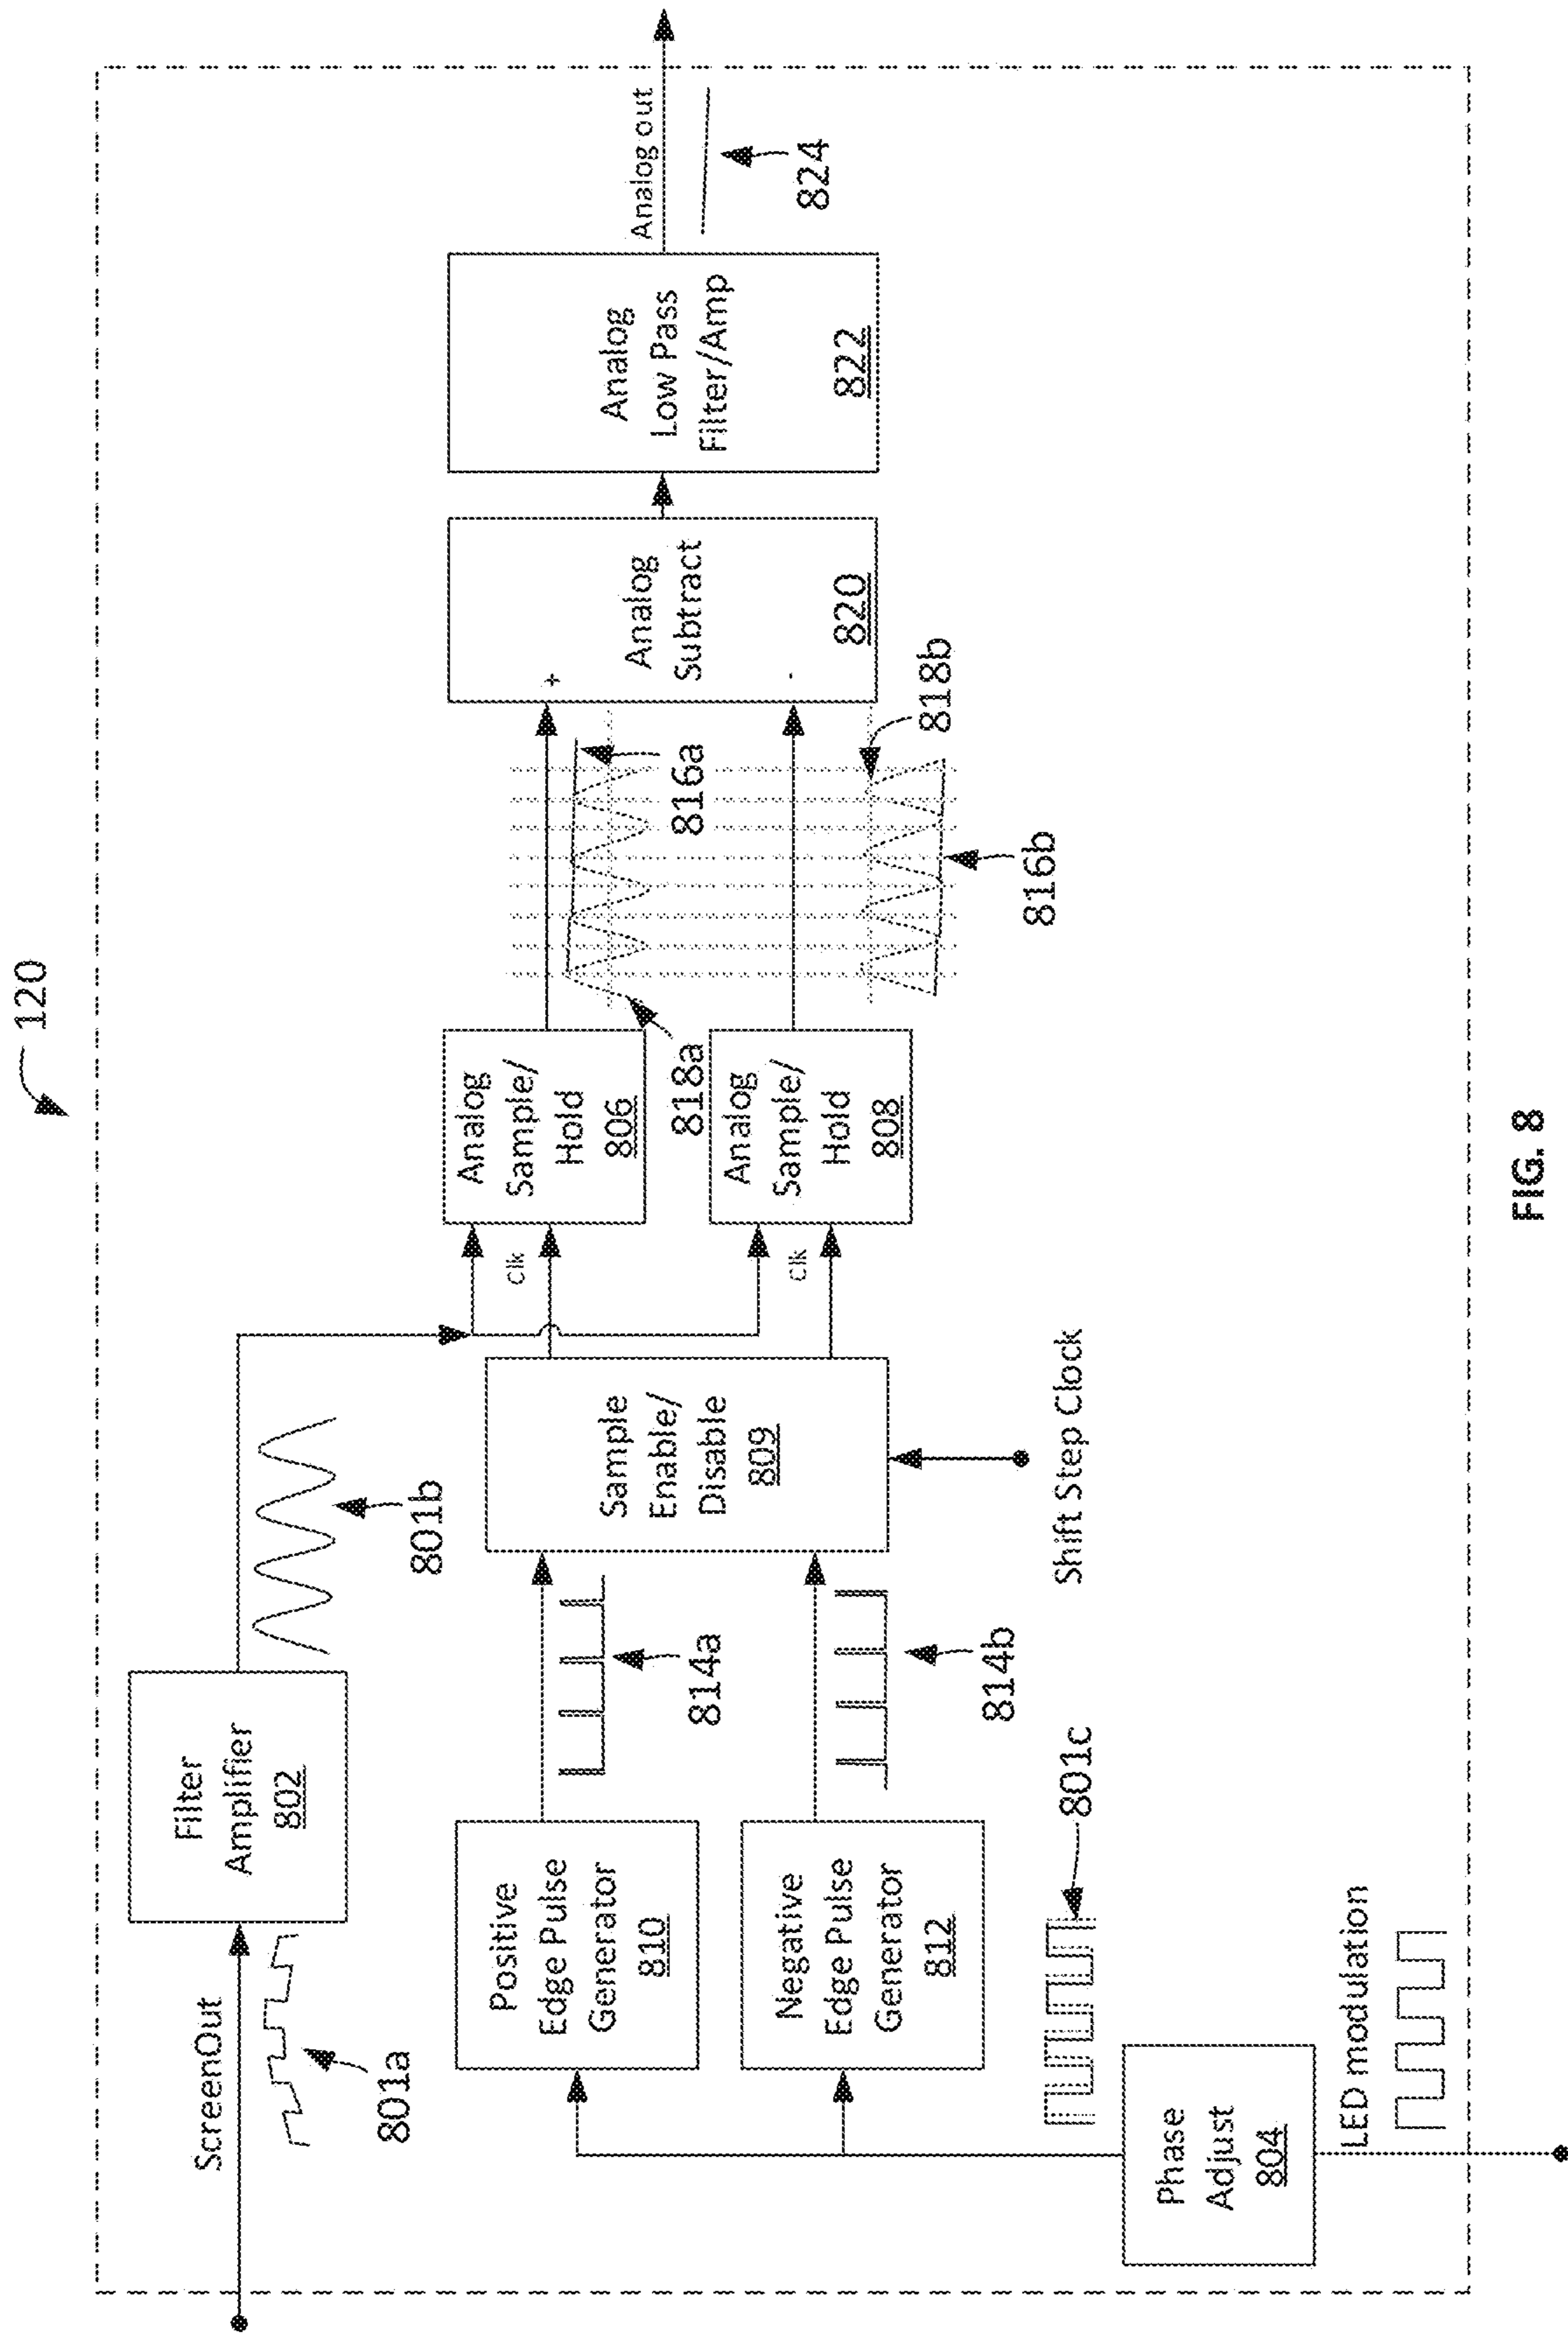 120
ScreenOut
801a
Filter
Amplifier
802
801b
Positive
Edge Pulse
Generator
810
814a
Negative
Edge Pulse
Generator
812
814b
801c
Phase
Adjust
804
LED modulation
Sample
Enable/
Disable
809
Shift Step Clock
clk
clk
Analog
Sample/
Hold
806
Analog
Sample/
Hold
808
818a
816a
818b
816b
+
-
Analog
Subtract
820
Analog
Low Pass
Filter/Amp
822
Analog out
824
FIG. 8